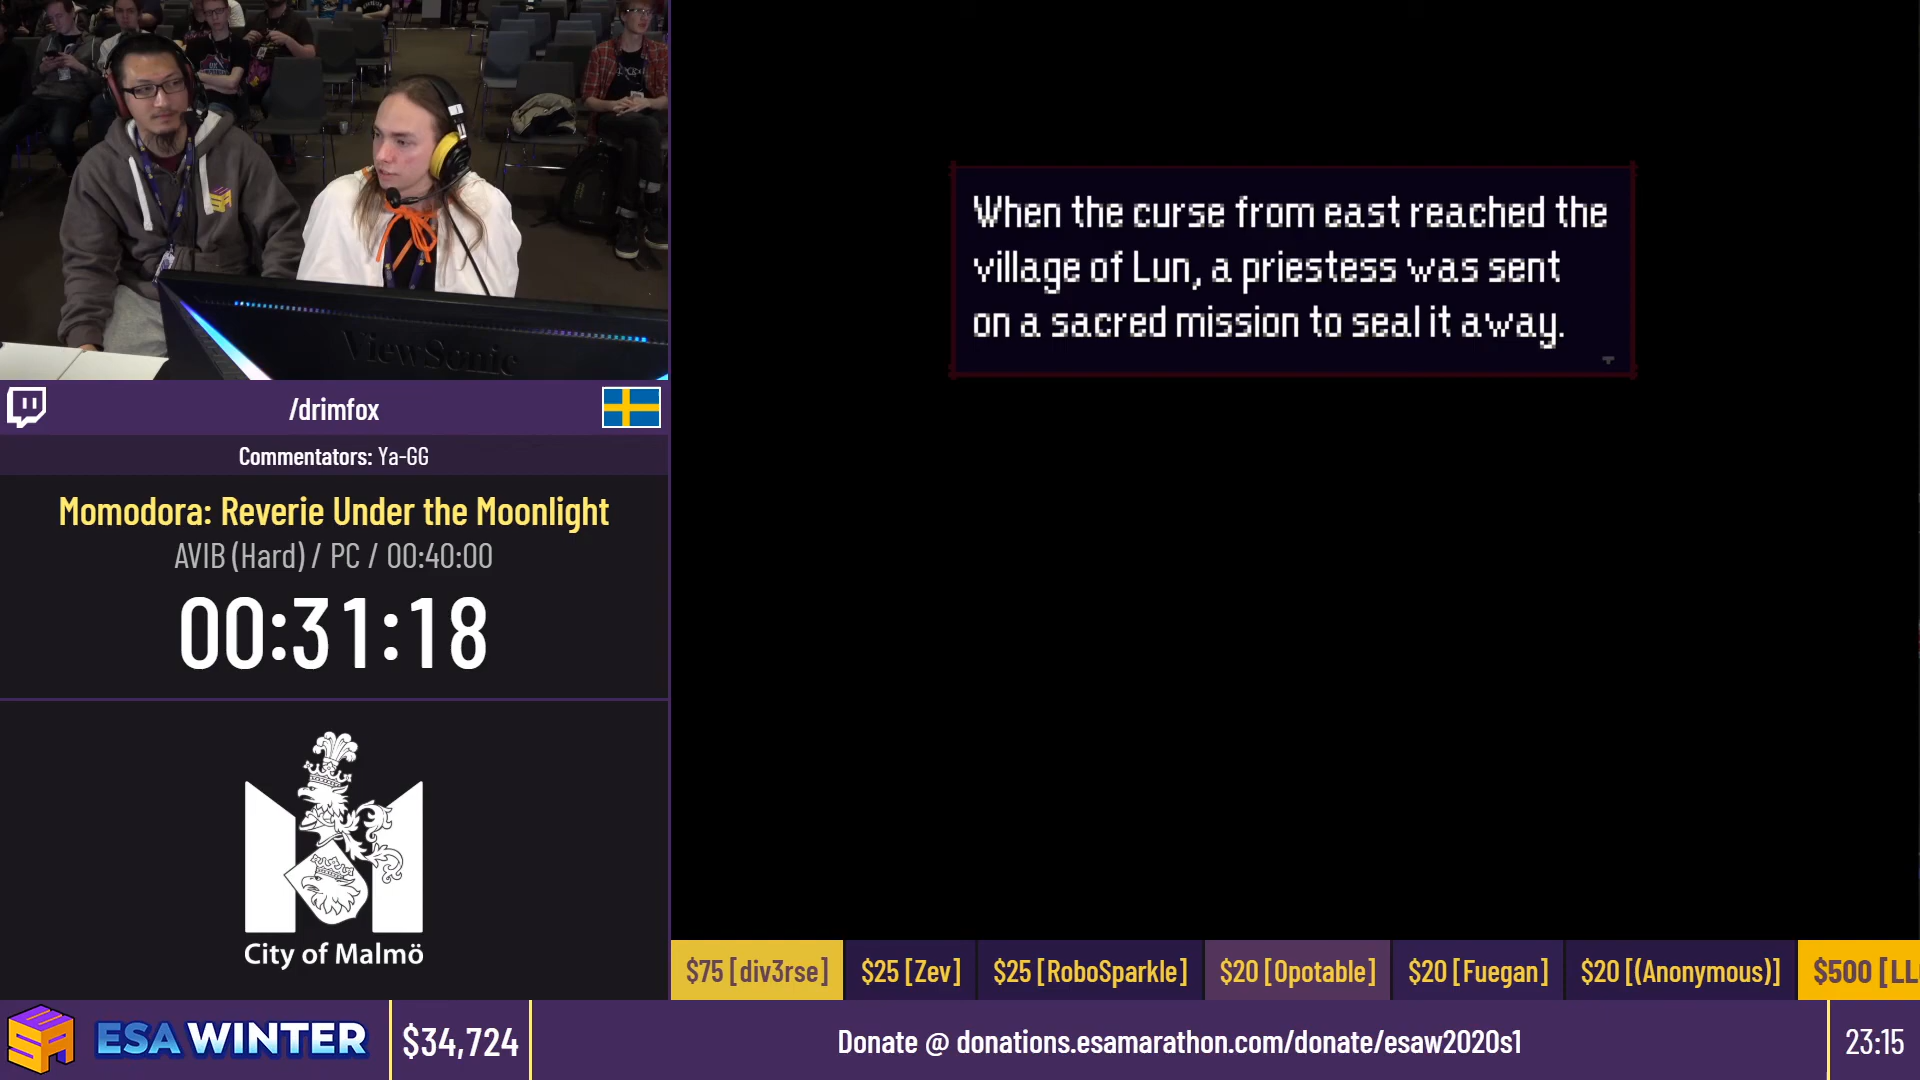 When the curse from east reached the
village of Lun, a priestess was sent
on a sacred mission to seal it away.
ViewSonic
/drimfox
Commentators: Ya-GG
Momodora: Reverie Under the Moonlight
AVIB (Hard) / PC / 00:40:00
00:31:18
City of Malmö
$75 [div3rse] $25 [Zev] $25 [RoboSparkle] $20 [Opotable] $20 [Fuegan] $20 [(Anonymous)] $500 [LL
ESA WINTER $34,724 Donate @ donations.esamarathon.com/donate/esaw2020s1 23:15